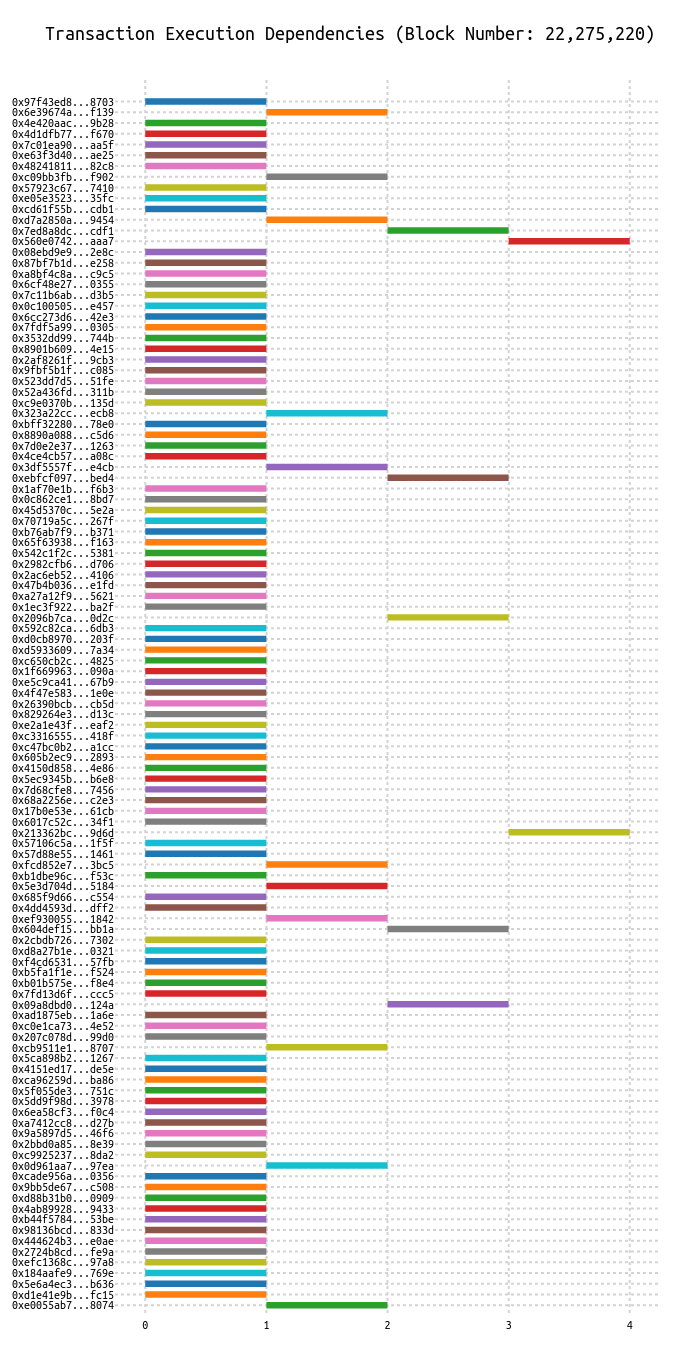 Transaction Execution Dependencies (Block Number: 22,275,220)
0x97f43ed8...8703
0x6e39674a...f139
0x4e420aac...9b28
0x4d1dfb77...f670
0x7c01ea90...aa5f
0xe63f3d40...ae25
0x48241811...82c8
0xc09bb3fb...f902
0x57923c67...7410
0xe05e3523...35fc
0xcd61f55b...cdb1
0xd7a2850a...9454
0x7ed8a8dc...cdf1
0x560e0742...aaa7
0x08ebd9e9...2e8c
0x87bf7b1d...e258
0xa8bf4c8a...c9c5
0x6cf48e27...0355
0x7c11b6ab...d3b5
0x0c100505...e457
0x6cc273d6...42e3
0x7fdf5a99...0305
0x3532dd99...744b
0x8901b609...4e15
0x2af8261f...9cb3
0x9fbf5b1f...c085
0x523dd7d5...51fe
0x52a436fd...311b
0xc9e0370b...135d
0x323a22cc...ecb8
0xbff32280...78e0
0x8890a088...c5d6
0x7d0e2e37...1263
0x4ce4cb57...a08c
0x3df5557f...e4cb
0xebfcf097...bed4
0x1af70e1b...f6b3
0x0c862ce1...8bd7
0x45d5370c...5e2a
0x70719a5c...267f
0xb76ab7f9...b371
0x65f63938...f163
0x542c1f2c...5381
0x2982cfb6...d706
0x2ac6eb52...4106
0x47b4b036...e1fd
0xa27a12f9...5621
0x1ec3f922...ba2f
0x2096b7ca...0d2c
0x592c82ca...6db3
0xd0cb8970...203f
0xd5933609...7a34
0xc650cb2c...4825
0x1f669963...090a
0xe5c9ca41...67b9
0x4f47e583...1e0e
0x26390bcb...cb5d
0x829264e3...d13c
0xe2a1e43f...eaf2
0xc3316555...418f
0xc47bc0b2...a1cc
0x605b2ec9...2893
0x4150d858...4e86
0x5ec9345b...b6e8
0x7d68cfe8...7456
0x68a2256e...c2e3
0x17b0e53e...61cb
0x6017c52c...34f1
0x213362bc...9d6d
0x57106c5a...1f5f
0x57d88e55...1461
0xfcd852e7...3bc5
0xb1dbe96c...f53c
0x5e3d704d...5184
0x685f9d66...c554
0x4dd4593d...dff2
0xef930055...1842
0x604def15...bb1a
0x2cbdb726...7302
0xd8a27b1e...0321
0xf4cd6531...57fb
0xb5fa1f1e...f524
0xb01b575e...f8e4
0x7fd13d6f...ccc5
0x09a8dbd0...124a
0xad1875eb...1a6e
0xc0e1ca73...4e52
0x207c078d...99d0
0xcb9511e1...8707
0x5ca898b2...1267
0x4151ed17...de5e
0xca96259d...ba86
0x5f055de3...751c
0x5dd9f98d...3978
0x6ea58cf3...f0c4
0xa7412cc8...d27b
0x9a5897d5...46f6
0x2bbd0a85...8e39
0xc9925237...8da2
0x0d961aa7...97ea
0xcade956a...0356
0x9bb5de67...c508
0xd88b31b0...0909
0x4ab89928...9433
0xb44f5784...53be
0x98136bcb...833d
0x444624b3...e0ae
0x2724b8cd...fe9a
0xefc1368c...97a8
0x184aafe9...769e
0x5e6a4ec3...b636
0xd1e41e9b...fc15
0xe0055ab7...8074
0 1 2 3 4